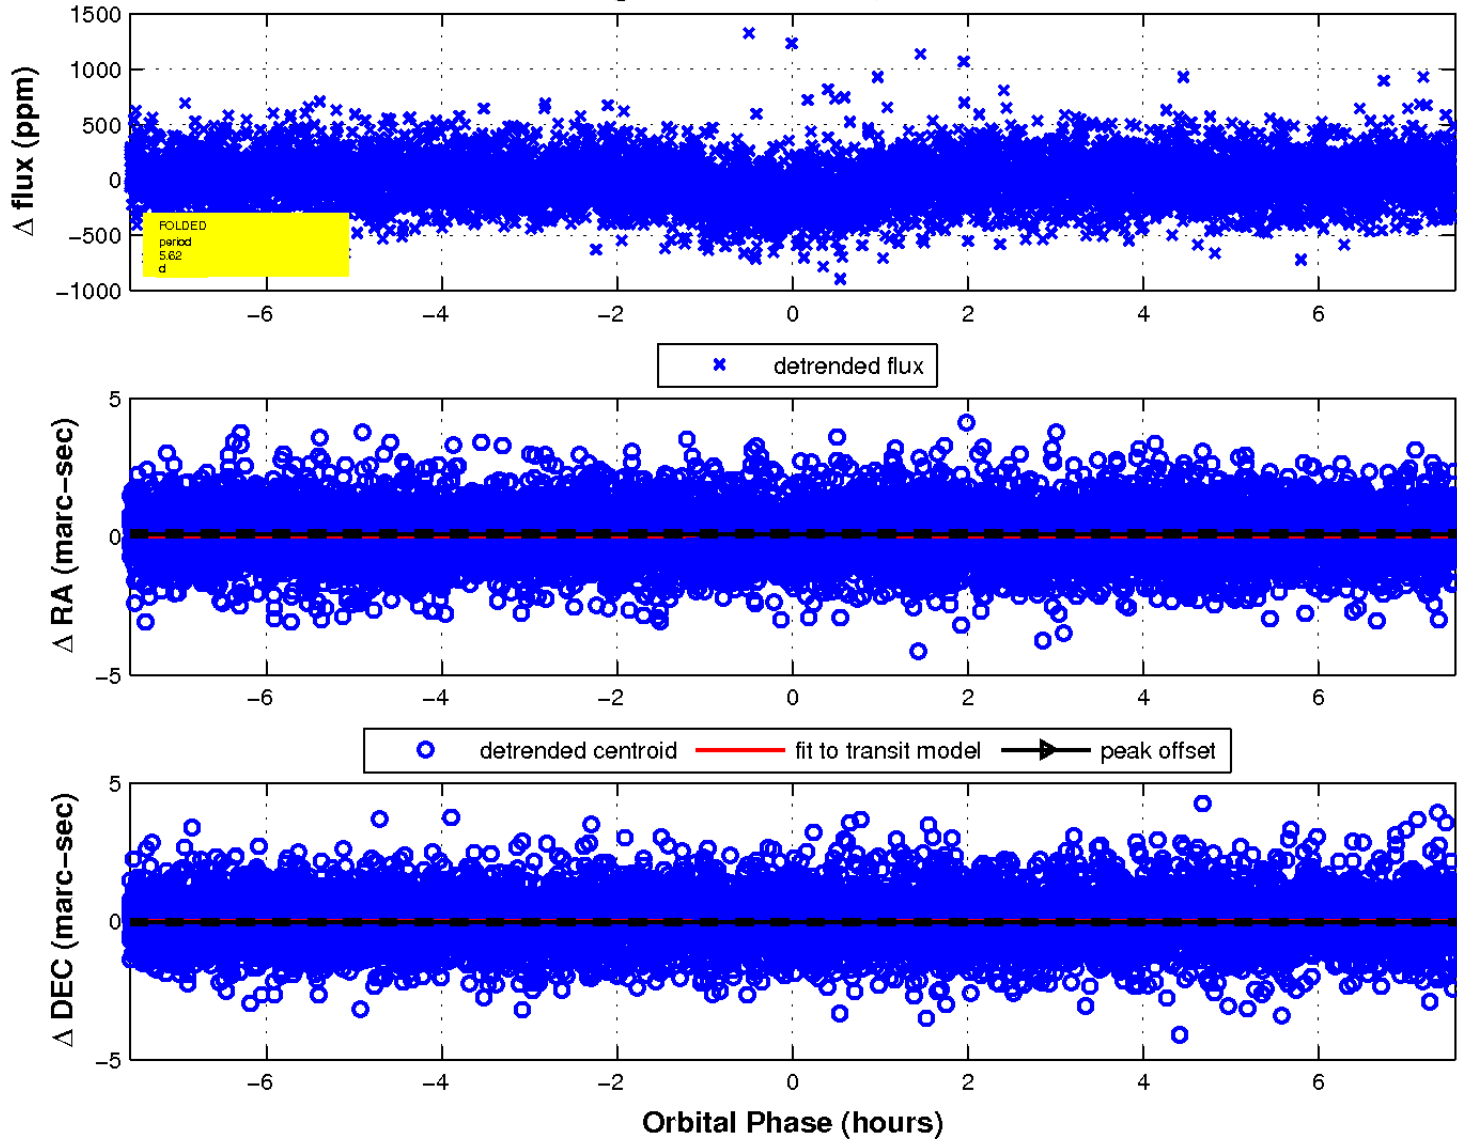 1500
1000
500
0
−500
−1000
Δ flux (ppm)
FOLDED
period
5.62
d
−6 −4 −2 0 2 4 6
detrended flux
5
0
−5
Δ RA (marc−sec)
−6 −4 −2 0 2 4 6
detrended centroid fit to transit model peak offset
5
0
−5
Δ DEC (marc−sec)
−6 −4 −2 0 2 4 6
Orbital Phase (hours)